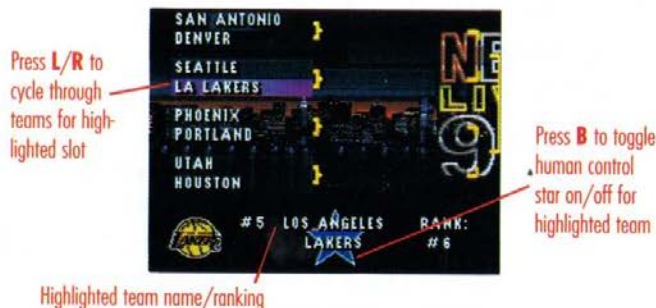 SAN ANTONIO
DENVER
SEATTLE
LA LAKERS
PHOENIX
PORTLAND
UTAH
HOUSTON
#5 LOS ANGELES
LAKERS
RANK:
#6
LAKERS
Press L/R to
cycle through
teams for high-
lighted slot
Press B to toggle
human control
star on/off for
highlighted team
Highlighted team name/ranking